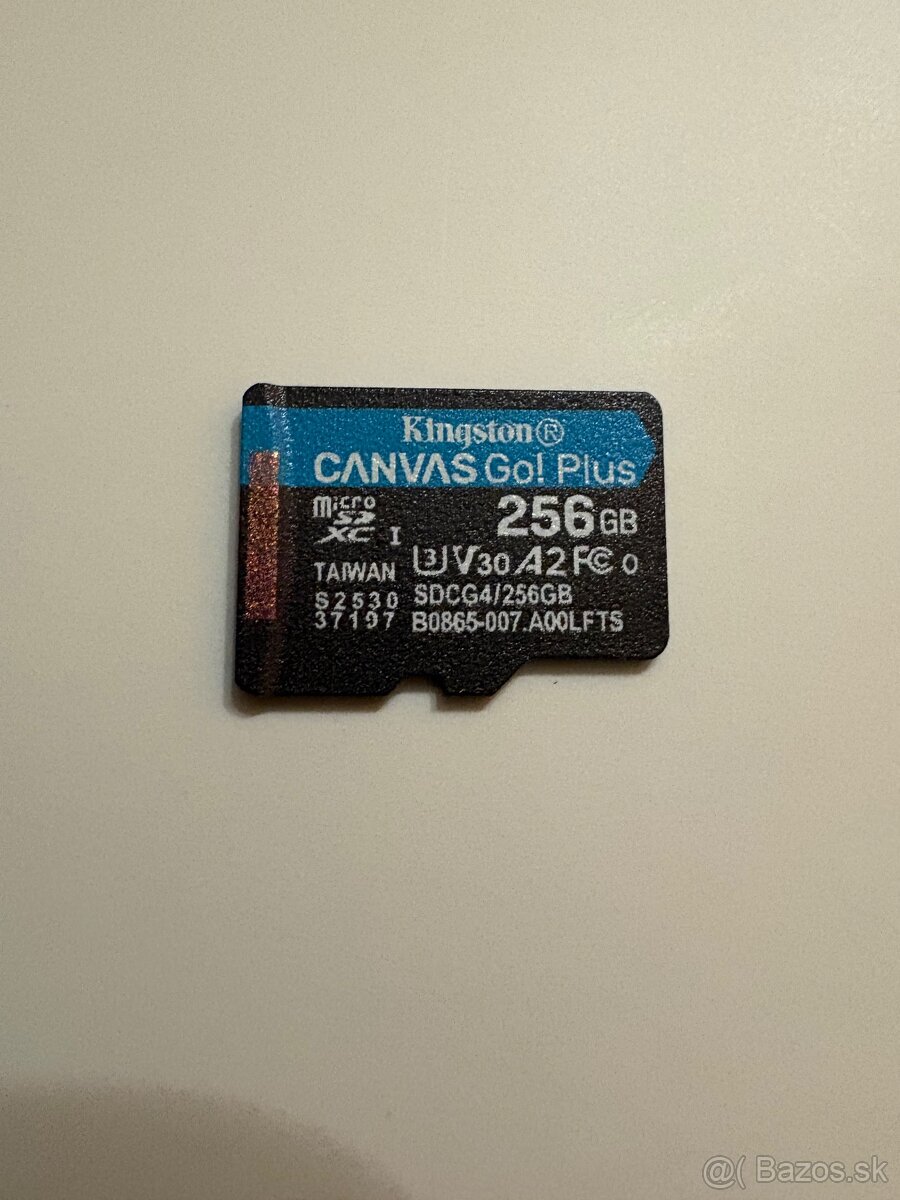 Kingston®
CANVAS Go! Plus
Micro SD XC I
256GB
U3 V30 A2 FC 0
TAIWAN
SDCG4/256GB
S2530
37197
B0865-007.A00LFTS
@( Bazos.sk